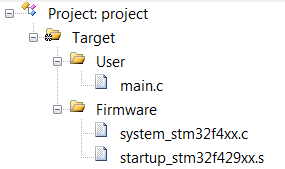 Project: project
Target
User
main.c
Firmware
system_stm32f4xx.c
startup_stm32f429xx.s